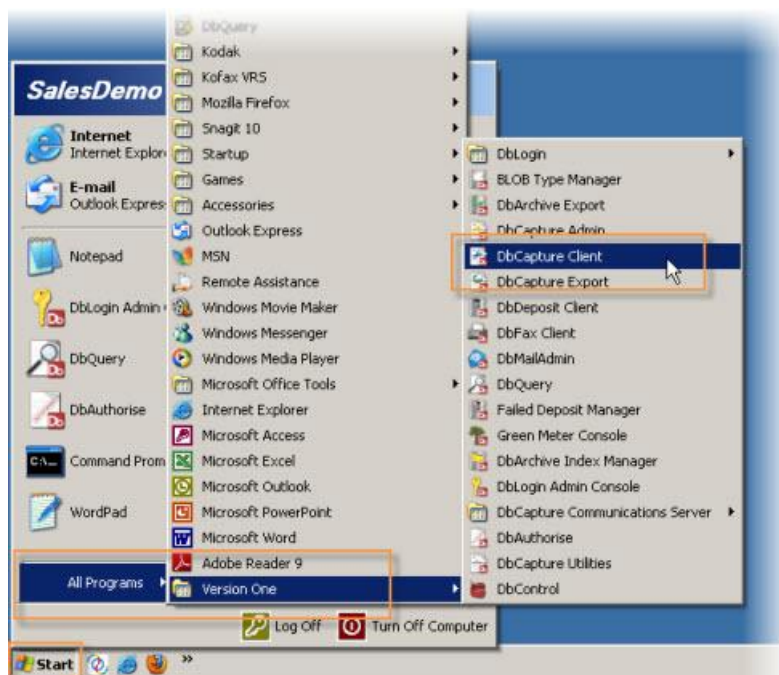 SalesDemo
Internet
Internet Explor
E-mail
Outlook Expres
Notepad
DbLogin Admin
DbQuery
DbAuthorise
Command Prom
WordPad
All Programs
Log Off
Turn Off Computer
Start
DbQuery
Kodak
Kofax VRS
Mozilla Firefox
Snagit 10
Startup
Games
Accessories
Outlook Express
MSN
Remote Assistance
Windows Movie Maker
Windows Messenger
Windows Media Player
Microsoft Office Tools
Internet Explorer
Microsoft Access
Microsoft Excel
Microsoft Outlook
Microsoft PowerPoint
Microsoft Word
Adobe Reader 9
Version One
DbLogin
BLOB Type Manager
DbArchive Export
DbCapture Admin
DbCapture Client
DbCapture Export
DbDeposit Client
DbFax Client
DbMailAdmin
DbQuery
Failed Deposit Manager
Green Meter Console
DbArchive Index Manager
DbLogin Admin Console
DbCapture Communications Server
DbAuthorise
DbCapture Utilities
DbControl